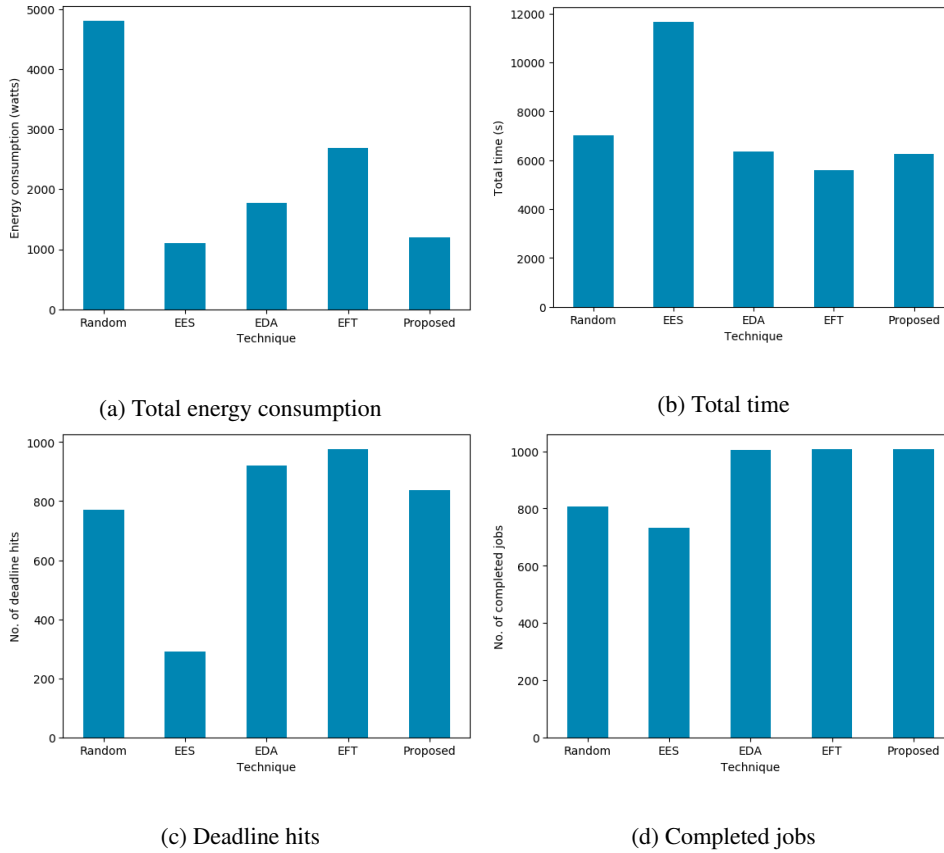 Energy consumption (watts)
5000
4000
3000
2000
1000
0
Random EES EDA EFT Proposed
Technique
(a) Total energy consumption
Total time (s)
12000
10000
8000
6000
4000
2000
0
Random EES EDA EFT Proposed
Technique
(b) Total time
No. of deadline hits
1000
800
600
400
200
0
Random EES EDA EFT Proposed
Technique
(c) Deadline hits
No. of completed jobs
1000
800
600
400
200
0
Random EES EDA EFT Proposed
Technique
(d) Completed jobs